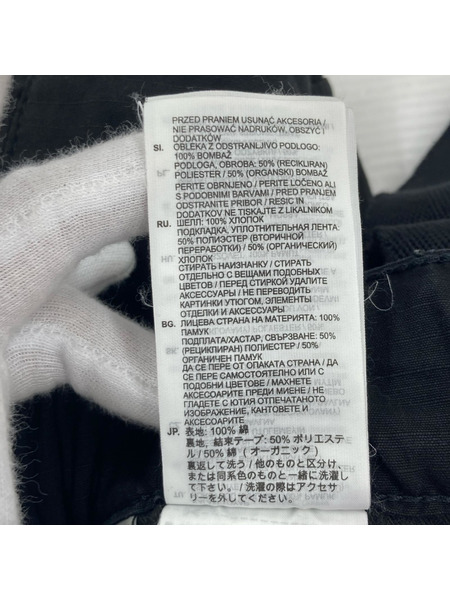 PRZED PRANIEM USUNĄĆ AKCESORIA /
NIE PRASOWAĆ NADRUKÓW, OBSZYĆ I
DODATKÓW
SI. OBLEKA Z ODSTRANLJIVO PODLOGO:
100% BOMBAŽ
PODLOGA, OBROBA: 50% (RECIKLIRAN)
POLIESTER / 50% (ORGANSKI) BOMBAŽ
PERITE OBRNJENO / PERITE LOČENO ALI
S PODOBNIMI BARVAMI / PRED PRANJEM
ODSTRANITE PRIBOR / RESIC IN
DODATKOV NE TISKAJTE Z LIKALNIKOM
RU. ШЕЛЛ: 100% ХЛОПОК
ПОДКЛАДКА, УПЛОТНИТЕЛЬНАЯ ЛЕНТА:
50% ПОЛИЭСТЕР (ВТОРИЧНОЙ
ПЕРЕРАБОТКИ) / 50% (ОРГАНИЧЕСКИЙ)
ХЛОПОК
СТИРАТЬ НАИЗНАНКУ / СТИРАТЬ
ОТДЕЛЬНО С ВЕЩАМИ ПОДОБНЫХ
ЦВЕТОВ / ПЕРЕД СТИРКОЙ УДАЛИТЕ
АКСЕССУАРЫ / НЕ ГЛАДИТЬ
КАРТИНКИ УТЮГОМ, ЭЛЕМЕНТЫ
ОТДЕЛКИ И АКСЕССУАРЫ
BG. ЛИЦЕВА СТРАНА НА МАТЕРИЯТА: 100%
ПАМУК
ПОДПЛАТА/ХАСТАР, СВЪРЗВАНЕ: 50%
(РЕЦИКЛИРАН) ПОЛИЕСТЕР / 50%
ОРГАНИЧЕН ПАМУК
ДА СЕ ПЕРЕ ОТ ОПАКАТА СТРАНА / ДА
СЕ ПЕРЕ САМОСТОЯТЕЛНО ИЛИ С
ПОДОБНИ ЦВЕТОВЕ / МАХНЕТЕ
АКСЕСОАРИТЕ ПРЕДИ МИЕНЕ / НЕ
ГЛАДЕТЕ С ЮТИЯ ОТПЕЧАТАНОТО
ИЗОБРАЖЕНИЕ, КАНТОВЕТЕ И
АКСЕСОАРИТЕ
JP. 表地: 100% 綿
裏地, 結束テープ: 50% ポリエステ
ル / 50% 綿 ( オーガニック )
裏返して洗う / 他のものと区分け、
または同系色のものと一緒に洗濯し
て下さい。/ 洗濯の際はアクセサ
リーを外してください。